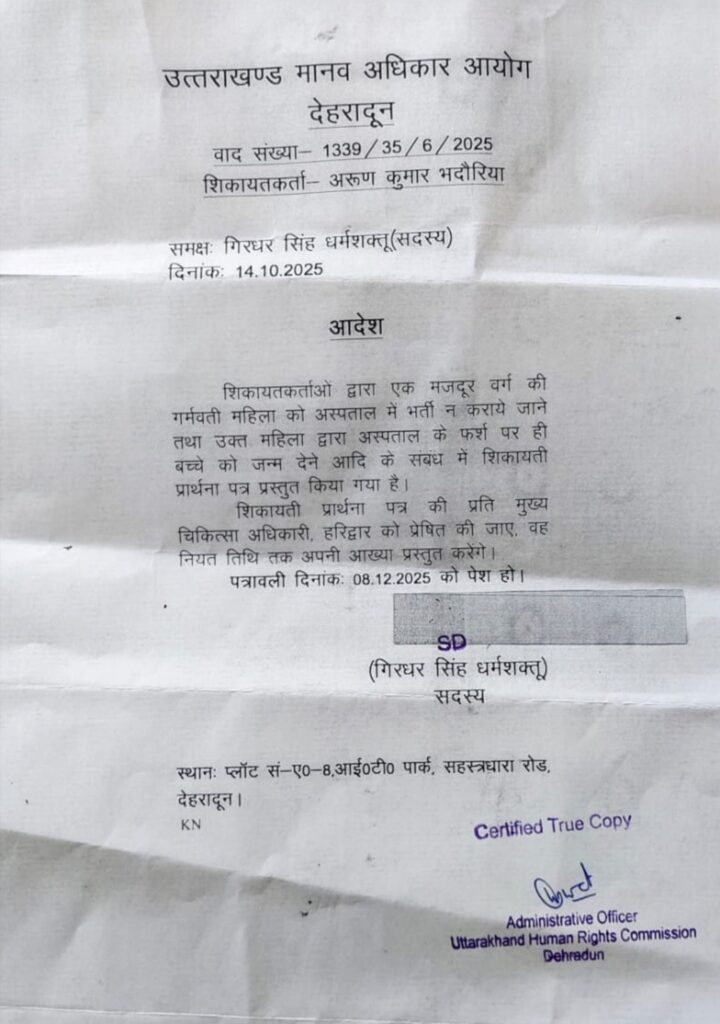 उत्तराखण्ड मानव अधिकार आयोग
देहरादून
वाद संख्या– 1339/35/6/2025
शिकायतकर्ता– अरूण कुमार भदौरिया
समक्षः गिरधर सिंह धर्मशक्तू(सदस्य)
दिनांकः 14.10.2025
आदेश
शिकायतकर्ताओं द्वारा एक मजदूर वर्ग की
गर्मवती महिला को अस्पताल में भर्ती न कराये जाने
तथा उक्त महिला द्वारा अस्पताल के फर्श पर ही
बच्चे को जन्म देने आदि के संबंध में शिकायती
प्रार्थना पत्र प्रस्तुत किया गया है।
शिकायती प्रार्थना पत्र की प्रति मुख्य
चिकित्सा अधिकारी, हरिद्वार को प्रेषित की जाए, वह
नियत तिथि तक अपनी आख्या प्रस्तुत करेंगे।
पत्रावली दिनांकः 08.12.2025 को पेश हो।
SD
(गिरधर सिंह धर्मशक्तू)
सदस्य
स्थानः प्लॉट सं–ए0–8,आई0टी0 पार्क, सहस्त्रधारा रोड,
देहरादून।
KN
Certified True Copy
Administrative Officer
Uttarakhand Human Rights Commission
Dehradun